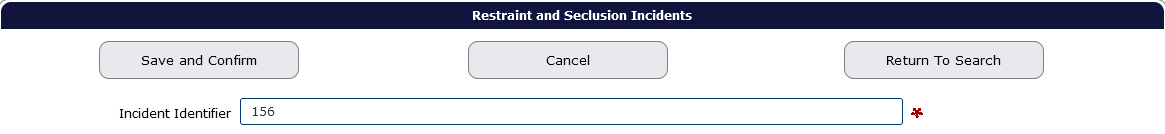 Restraint and Seclusion Incidents
Save and Confirm Cancel Return To Search
Incident Identifier 156 *